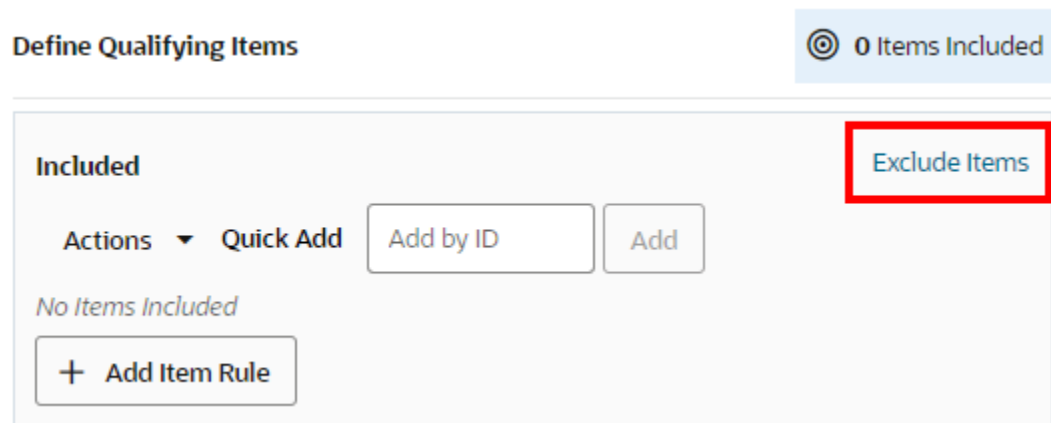 Define Qualifying Items
0 Items Included
Included
Exclude Items
Actions
Quick Add
Add by ID
Add
No Items Included
+ Add Item Rule